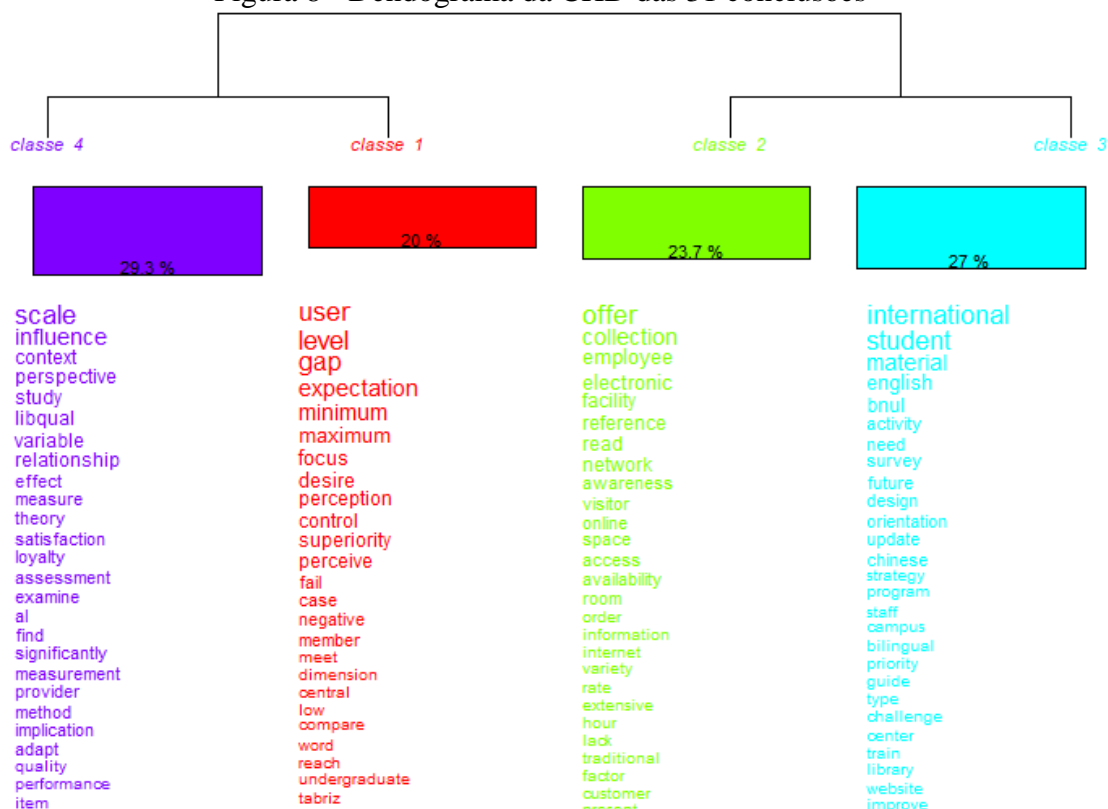 Figura 8 - Dendograma da CHD das 51 conclusões
classe 4
classe 1
classe 2
classe 3
29.3 %
20 %
23.7 %
27 %
scale
influence
context
perspective
study
libqual
variable
relationship
effect
measure
theory
satisfaction
loyalty
assessment
examine
al
find
significantly
measurement
provider
method
implication
adapt
quality
performance
item
user
level
gap
expectation
minimum
maximum
focus
desire
perception
control
superiority
perceive
fail
case
negative
member
meet
dimension
central
low
compare
word
reach
undergraduate
tabriz
offer
collection
employee
electronic
facility
reference
read
network
awareness
visitor
online
space
access
availability
room
order
information
internet
variety
rate
extensive
hour
lack
traditional
factor
customer
international
student
material
english
bnul
activity
need
survey
future
design
orientation
update
chinese
strategy
program
staff
campus
bilingual
priority
guide
type
challenge
center
train
library
website
improve